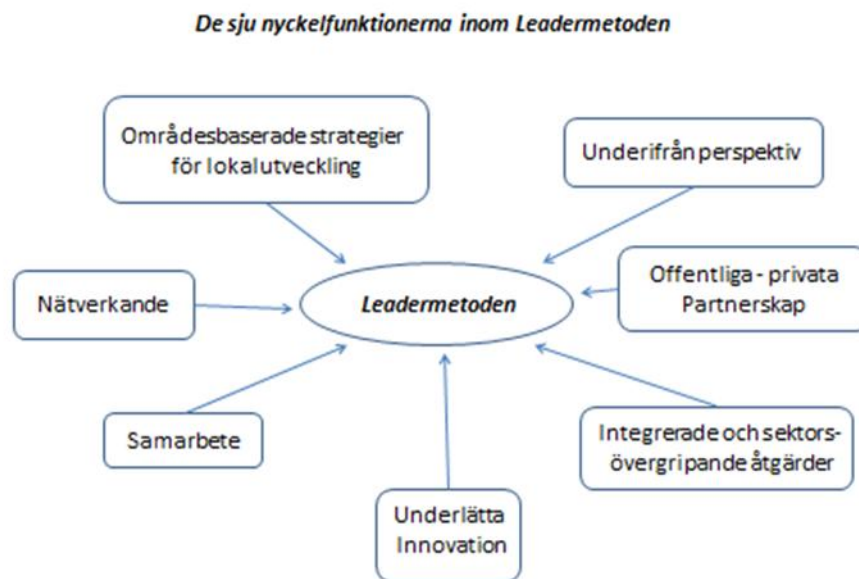 De sju nyckelfunktionerna inom Leadermetoden
Områdesbaserade strategier
för lokalutveckling
Underifrån perspektiv
Nätverkande
Leadermetoden
Offentliga - privata
Partnerskap
Samarbete
Integrerade och sektors-
övergripande åtgärder
Underlätta
Innovation